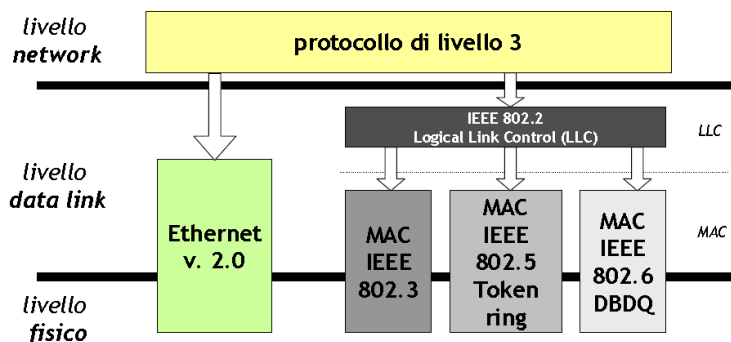 livello
network
protocollo di livello 3
IEEE 802.2
Logical Link Control (LLC)
LLC
livello
data link
Ethernet
v. 2.0
MAC
IEEE
802.3
MAC
IEEE
802.5
Token
ring
MAC
IEEE
802.6
DBDQ
MAC
livello
fisico